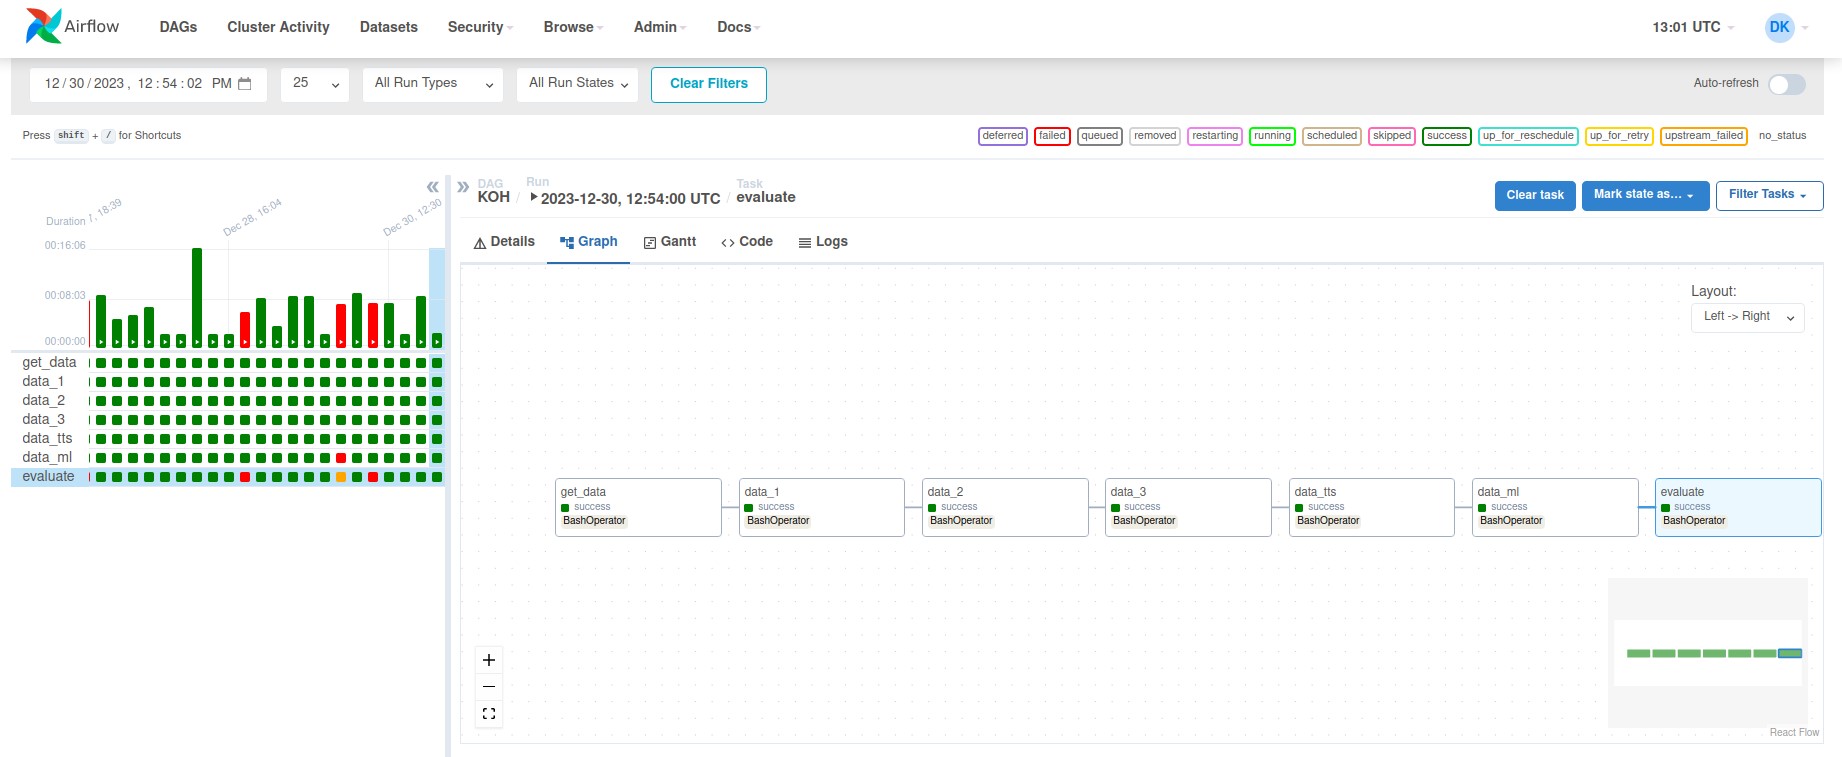 Airflow DAGs Cluster Activity Datasets Security Browse Admin Docs 13:01 UTC DK
12/30/2023, 12:54:02 PM 25 All Run Types All Run States Clear Filters Auto-refresh
Press shift + / for Shortcuts deferred failed queued removed restarting running scheduled skipped success up_for_reschedule up_for_retry upstream_failed no_status
DAG Run Task
KOH / 2023-12-30, 12:54:00 UTC / evaluate Clear task Mark state as... Filter Tasks
7, 18:39 Dec 28, 16:04 Dec 30, 12:30
Duration
Details Graph Gantt Code Logs
00:16:06
00:08:03
00:00:00
Layout:
Left -> Right
get_data
data_1
data_2
data_3
data_tts
data_ml
evaluate
get_data data_1 data_2 data_3 data_tts data_ml evaluate
success success success success success success success
BashOperator BashOperator BashOperator BashOperator BashOperator BashOperator BashOperator
React Flow